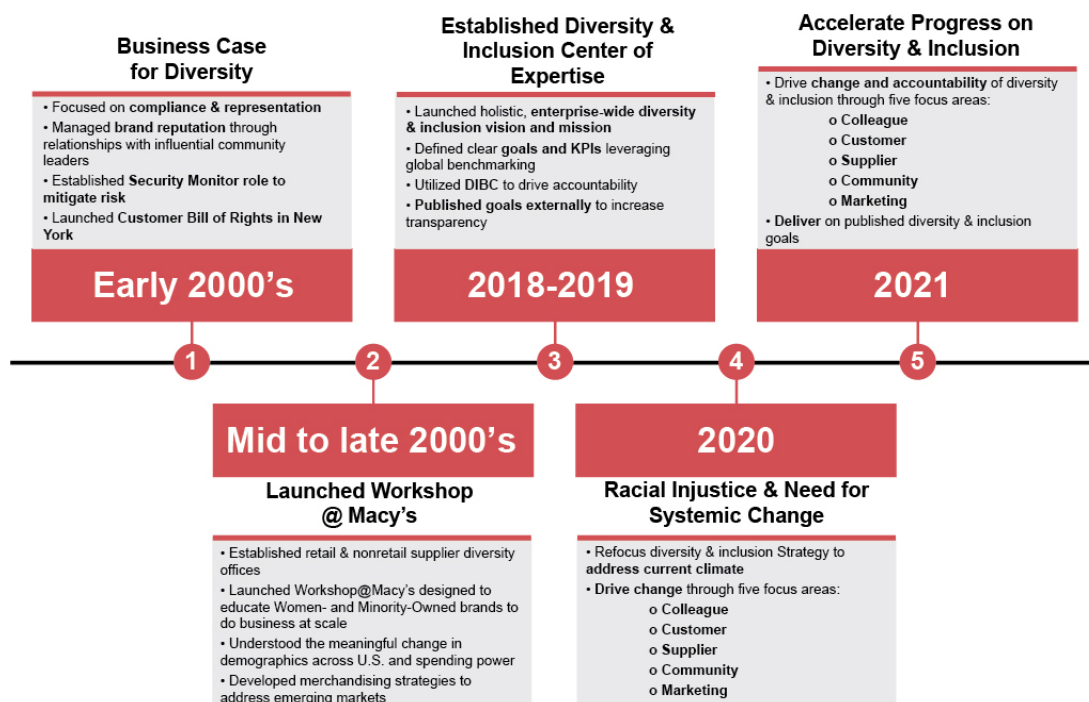 Business Case
for Diversity
• Focused on compliance & representation
• Managed brand reputation through
relationships with influential community
leaders
• Established Security Monitor role to
mitigate risk
• Launched Customer Bill of Rights in New
York
Early 2000's
1
Mid to late 2000's
2
Launched Workshop
@ Macy's
• Established retail & nonretail supplier diversity
offices
• Launched Workshop@Macy's designed to
educate Women- and Minority-Owned brands to
do business at scale
• Understood the meaningful change in
demographics across U.S. and spending power
• Developed merchandising strategies to
address emerging markets
Established Diversity &
Inclusion Center of
Expertise
• Launched holistic, enterprise-wide diversity
& inclusion vision and mission
• Defined clear goals and KPIs leveraging
global benchmarking
• Utilized DIBC to drive accountability
• Published goals externally to increase
transparency
2018-2019
3
4
2020
Racial Injustice & Need for
Systemic Change
• Refocus diversity & inclusion Strategy to
address current climate
• Drive change through five focus areas:
o Colleague
o Customer
o Supplier
o Community
o Marketing
Accelerate Progress on
Diversity & Inclusion
• Drive change and accountability of diversity
& inclusion through five focus areas:
o Colleague
o Customer
o Supplier
o Community
o Marketing
• Deliver on published diversity & inclusion
goals
2021
5